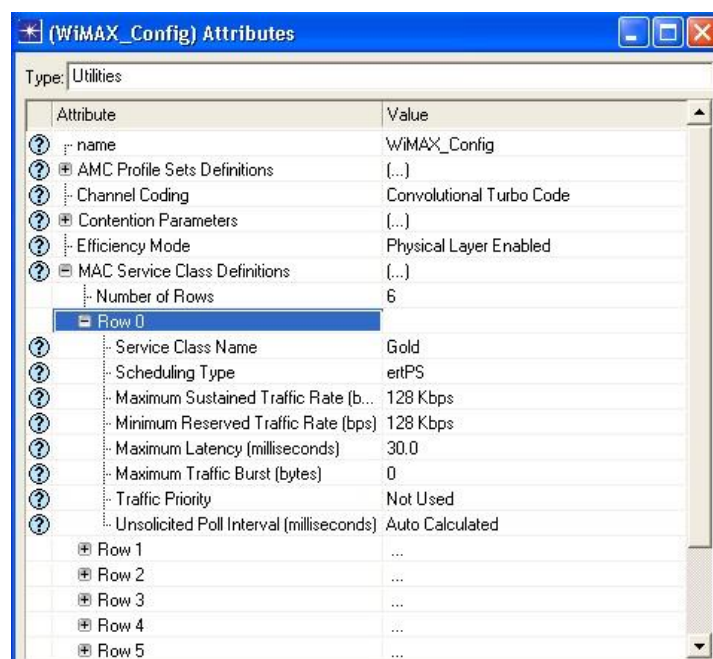 (WiMAX_Config) Attributes
Type: Utilities
Attribute Value
name WiMAX_Config
AMC Profile Sets Definitions (...)
Channel Coding Convolutional Turbo Code
Contention Parameters (...)
Efficiency Mode Physical Layer Enabled
MAC Service Class Definitions (...)
Number of Rows 6
Row 0
Service Class Name Gold
Scheduling Type ertPS
Maximum Sustained Traffic Rate (b... 128 Kbps
Minimum Reserved Traffic Rate (bps) 128 Kbps
Maximum Latency (milliseconds) 30.0
Maximum Traffic Burst (bytes) 0
Traffic Priority Not Used
Unsolicited Poll Interval (milliseconds) Auto Calculated
Row 1 ...
Row 2 ...
Row 3 ...
Row 4 ...
Row 5 ...